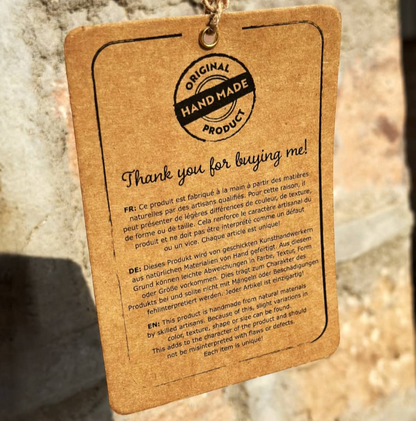 ORIGINAL
HAND MADE
PRODUCT
Thank you for buying me!
FR: Ce produit est fabriqué à la main à partir des matières
naturelles par des artisans qualifiés. Pour cette raison, il
peut présenter de légères différences de couleur, de texture,
de forme ou de taille. Cela renforce le caractère artisanal du
produit et ne doit pas être interpreté comme un défaut
ou un vice. Chaque article est unique!
DE: Dieses Produkt wird von geschickten Kunsthandwerkern
aus natürlichen Materialen von Hand gefertigt. Aus diesem
Grund können leichte Abweichungen in Farbe, Textur, Form
oder Größe vorkommen. Dies trägt zum Charakter des
Produkts bei und sollte nicht mit Mängeln oder Beschädigungen
fehlinterpretiert werden. Jeder Artikel ist einzigartig!
EN: This product is handmade from natural materials
by skilled artisans. Because of this, slight variations in
color, texture, shape or size can be found.
This adds to the character of the product and should
not be misinterpreted with flaws or defects.
Each item is unique!